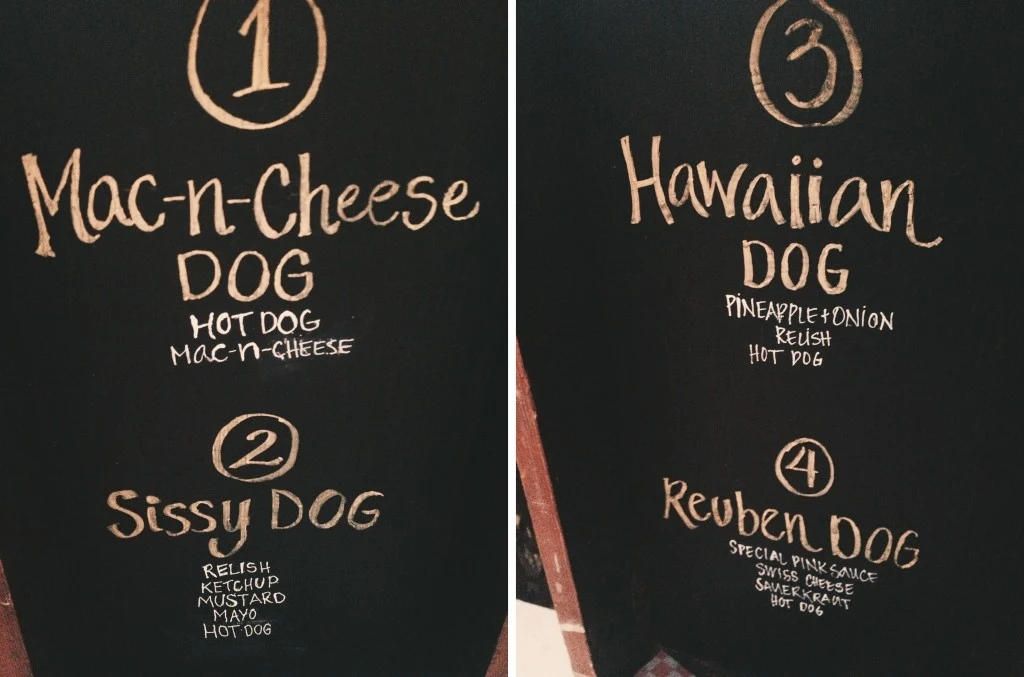 1
Mac-n-Cheese
DOG
HOT DOG
Mac-n-CHEESE
2
Sissy DOG
RELISH
KETCHUP
MUSTARD
MAYO
HOT DOG
3
Hawaiian
DOG
PINEAPPLE+ONION
RELISH
HOT DOG
4
Reuben DOG
SPECIAL PINK SAUCE
SWISS CHEESE
SAUERKRAUT
HOT DOG